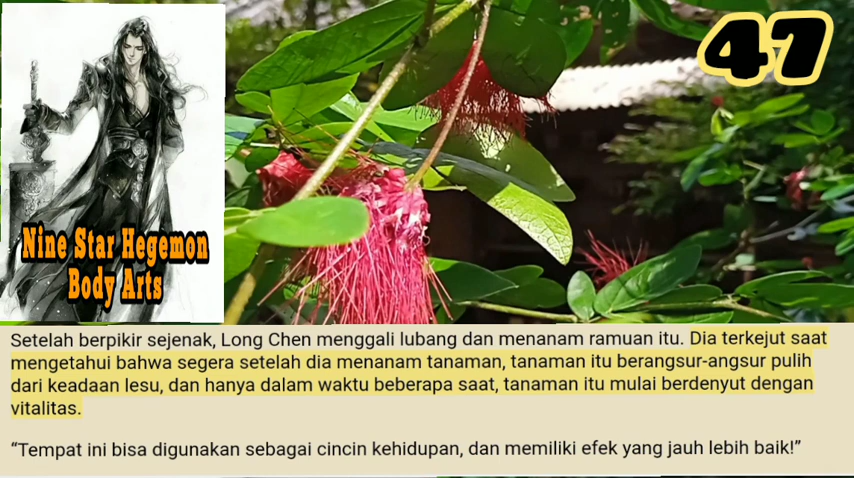 47
Nine Star Hegemon
Body Arts
Setelah berpikir sejenak, Long Chen menggali lubang dan menanam ramuan itu. Dia terkejut saat
mengetahui bahwa segera setelah dia menanam tanaman, tanaman itu berangsur-angsur pulih
dari keadaan lesu, dan hanya dalam waktu beberapa saat, tanaman itu mulai berdenyut dengan
vitalitas.
“Tempat ini bisa digunakan sebagai cincin kehidupan, dan memiliki efek yang jauh lebih baik!”